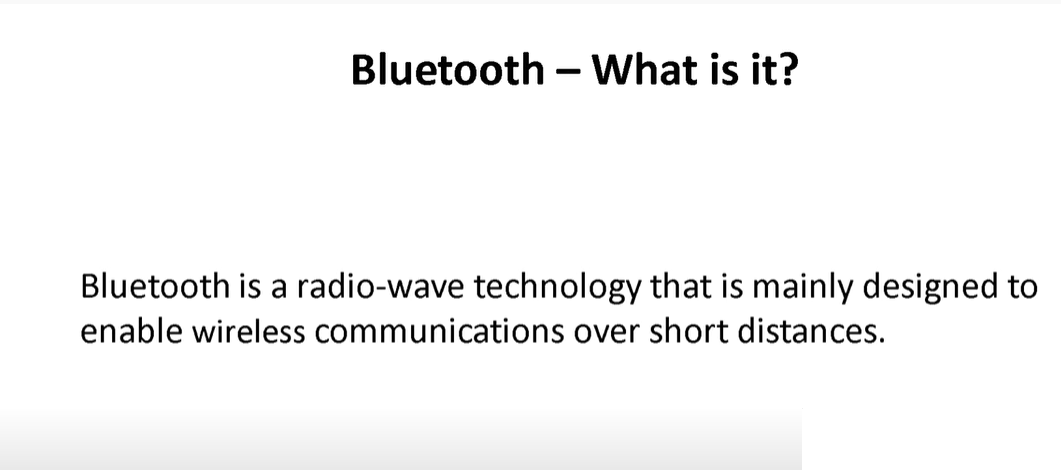 Bluetooth – What is it?
Bluetooth is a radio-wave technology that is mainly designed to
enable wireless communications over short distances.